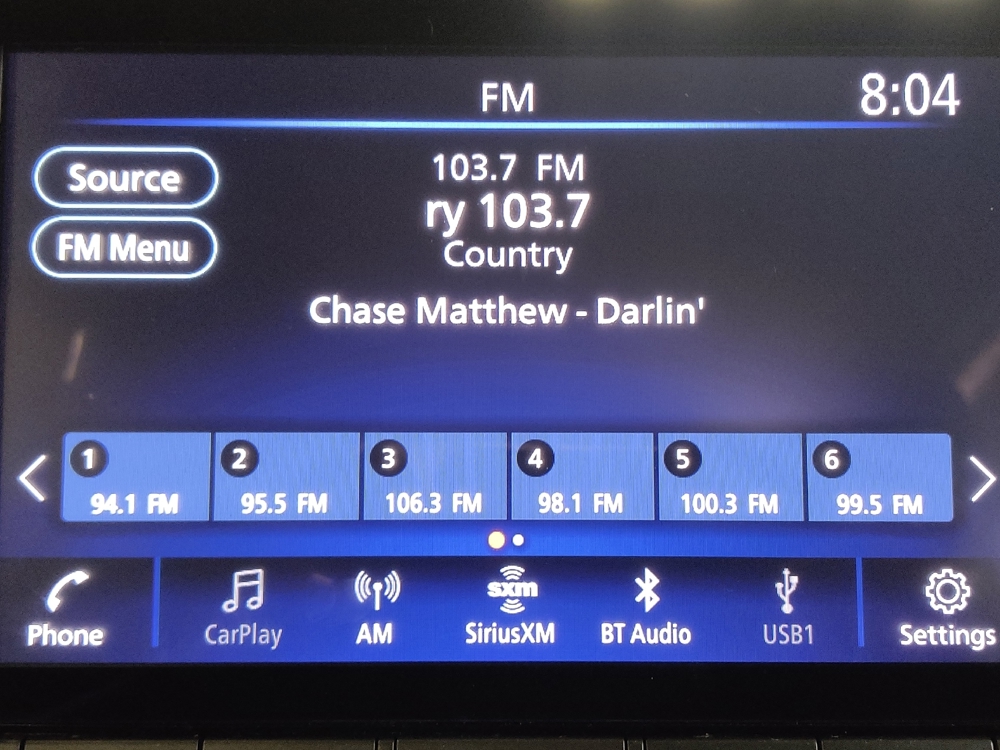 FM
8:04
Source
103.7 FM
ry 103.7
FM Menu
Country
Chase Matthew - Darlin'
1
2
3
4
5
6
94.1 FM
95.5 FM
106.3 FM
98.1 FM
100.3 FM
99.5 FM
sxm
Phone
CarPlay
AM
SiriusXM
BT Audio
USB1
Settings